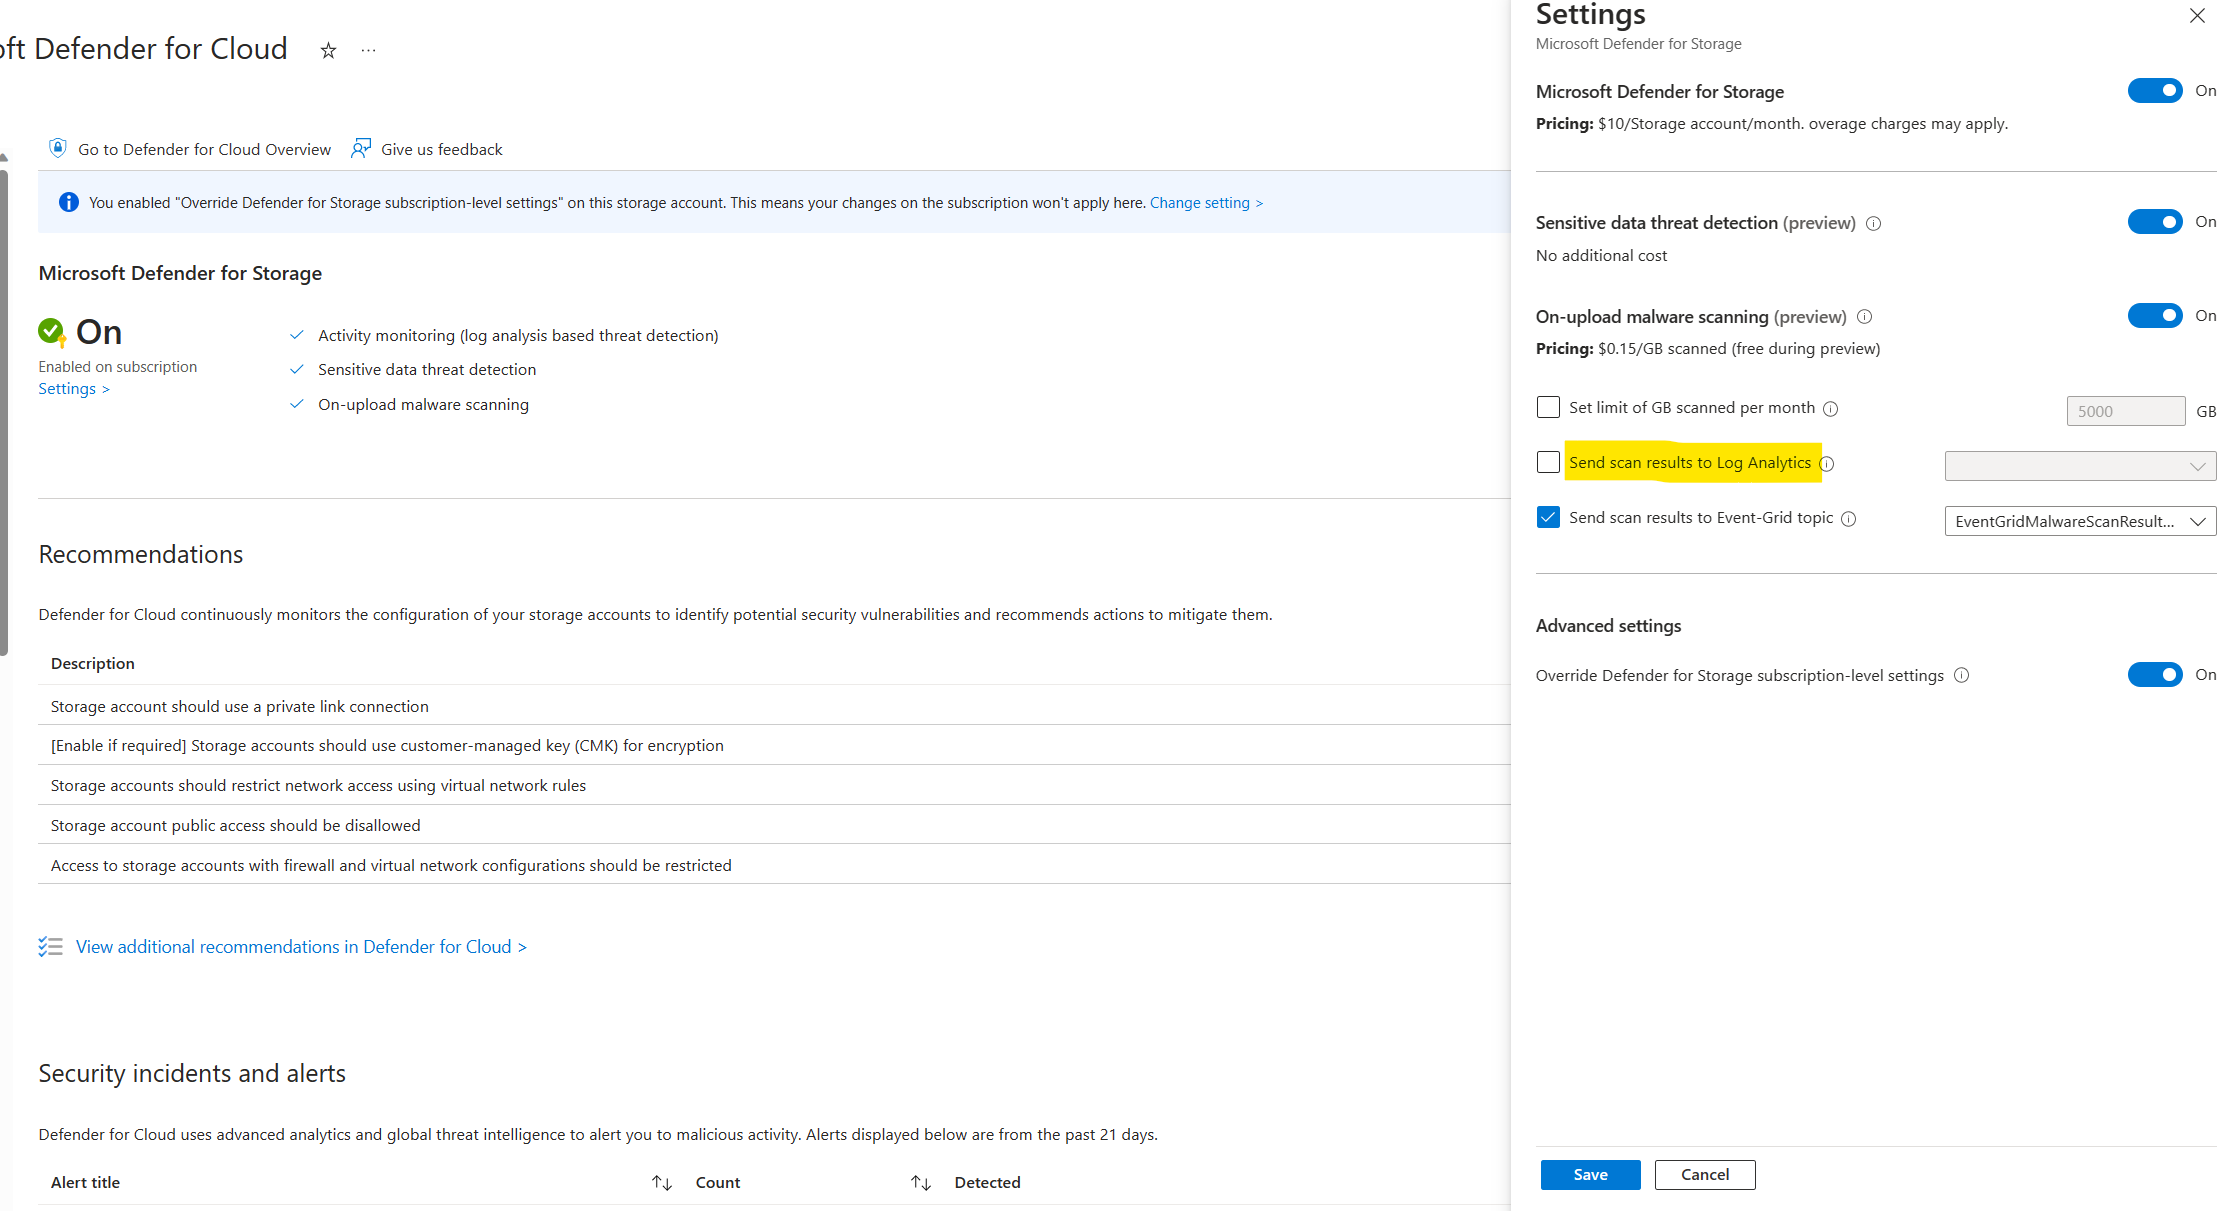 oft Defender for Cloud
Go to Defender for Cloud Overview Give us feedback
You enabled "Override Defender for Storage subscription-level settings" on this storage account. This means your changes on the subscription won't apply here. Change setting >
Microsoft Defender for Storage
On
Enabled on subscription
Settings >
Activity monitoring (log analysis based threat detection)
Sensitive data threat detection
On-upload malware scanning
Recommendations
Defender for Cloud continuously monitors the configuration of your storage accounts to identify potential security vulnerabilities and recommends actions to mitigate them.
Description
Storage account should use a private link connection
[Enable if required] Storage accounts should use customer-managed key (CMK) for encryption
Storage accounts should restrict network access using virtual network rules
Storage account public access should be disallowed
Access to storage accounts with firewall and virtual network configurations should be restricted
View additional recommendations in Defender for Cloud >
Security incidents and alerts
Defender for Cloud uses advanced analytics and global threat intelligence to alert you to malicious activity. Alerts displayed below are from the past 21 days.
Alert title Count Detected
Settings
Microsoft Defender for Storage
Microsoft Defender for Storage On
Pricing: $10/Storage account/month. overage charges may apply.
Sensitive data threat detection (preview) On
No additional cost
On-upload malware scanning (preview) On
Pricing: $0.15/GB scanned (free during preview)
Set limit of GB scanned per month 5000 GB
Send scan results to Log Analytics
Send scan results to Event-Grid topic EventGridMalwareScanResult...
Advanced settings
Override Defender for Storage subscription-level settings On
Save Cancel